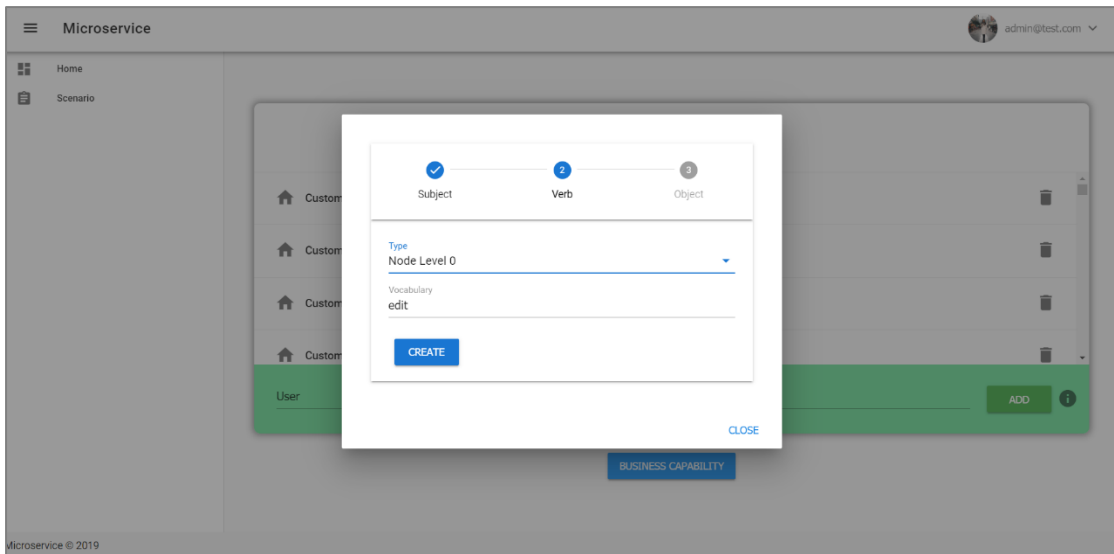 Microservice
admin@test.com
Home
Scenario
Subject
2
Verb
3
Object
Type
Node Level 0
Vocabulary
edit
CREATE
CLOSE
Custom
Custom
Custom
Custom
User
ADD
BUSINESS CAPABILITY
Microservice © 2019